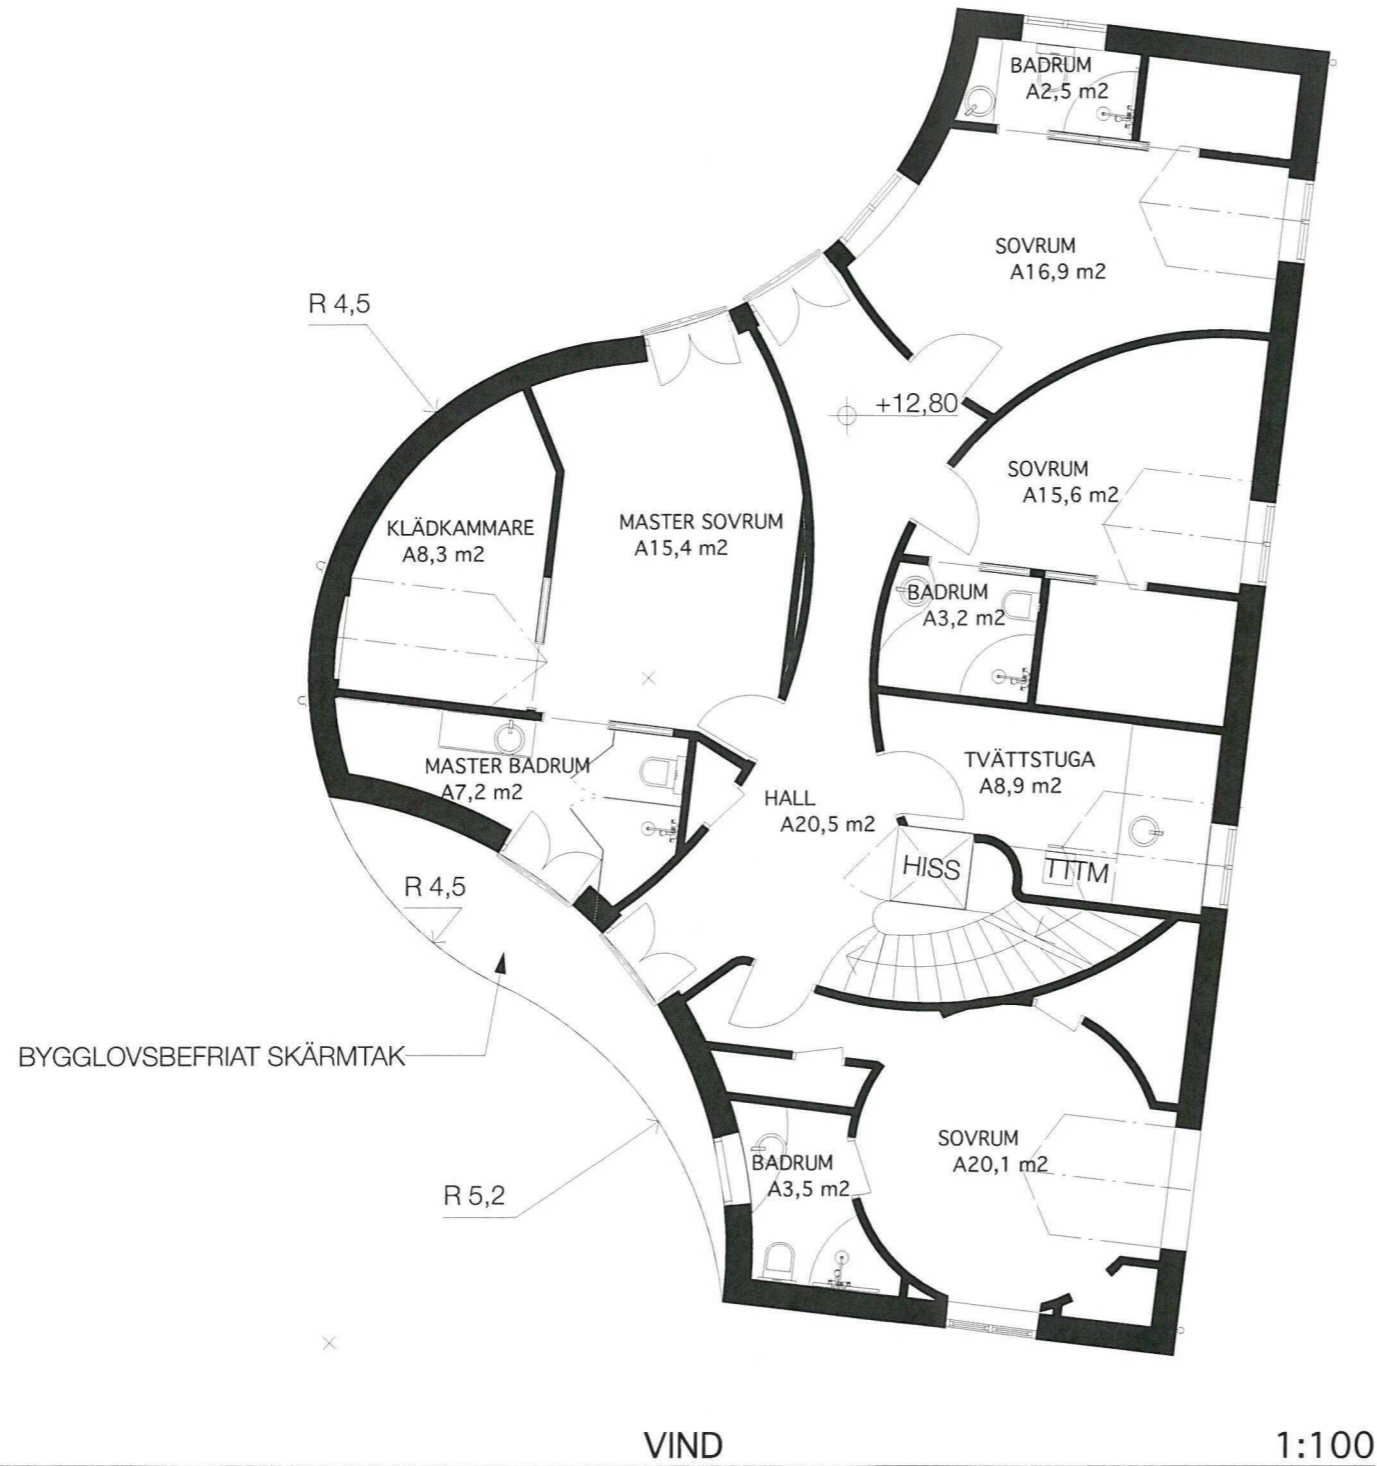 BADRUM
A2,5 m2
SOVRUM
A16,9 m2
R 4,5
+12,80
SOVRUM
A15,6 m2
KLÄDKAMMARE
A8,3 m2
MASTER SOVRUM
A15,4 m2
BADRUM
A3,2 m2
MASTER BADRUM
A7,2 m2
TVÄTTSTUGA
A8,9 m2
HALL
A20,5 m2
HISS
TTTM
R 4,5
BYGGLOVSBEFRIAT SKÄRMTAK
SOVRUM
A20,1 m2
BADRUM
A3,5 m2
R 5,2
VIND
1:100